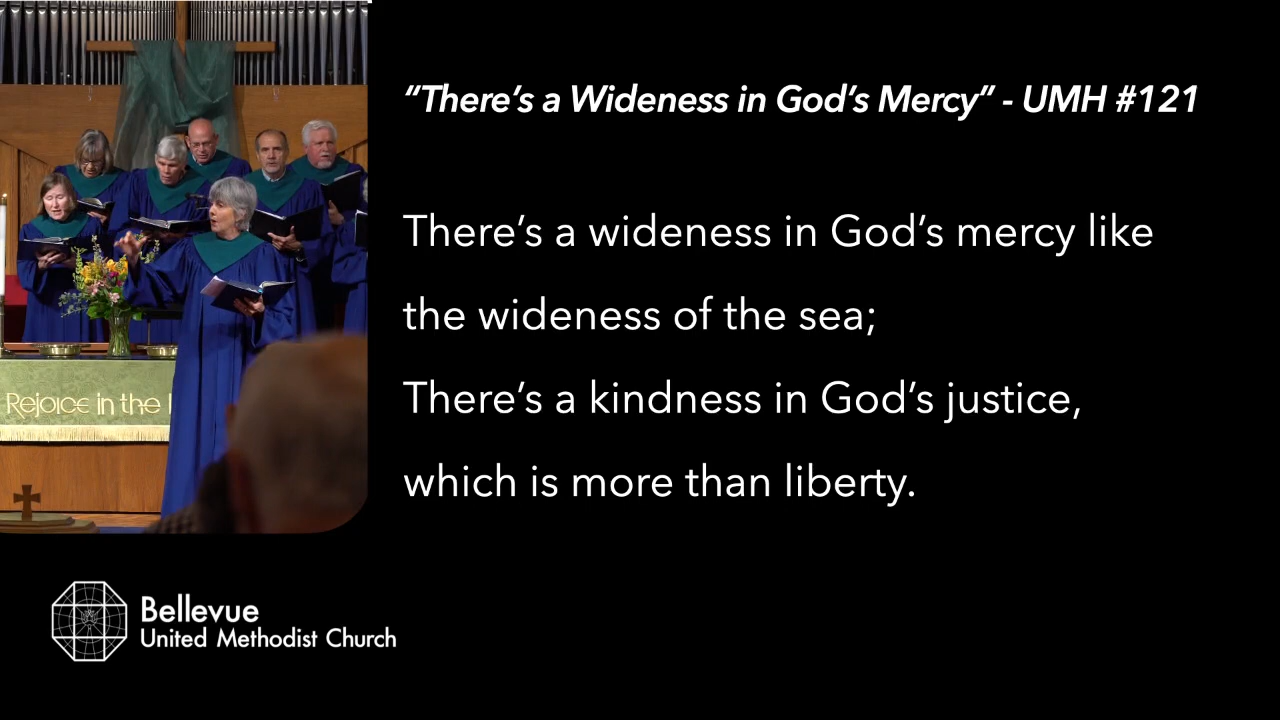 “There’s a Wideness in God’s Mercy” - UMH #121
There’s a wideness in God’s mercy like
the wideness of the sea;
There’s a kindness in God’s justice,
which is more than liberty.
Rejoice in the
Bellevue
United Methodist Church